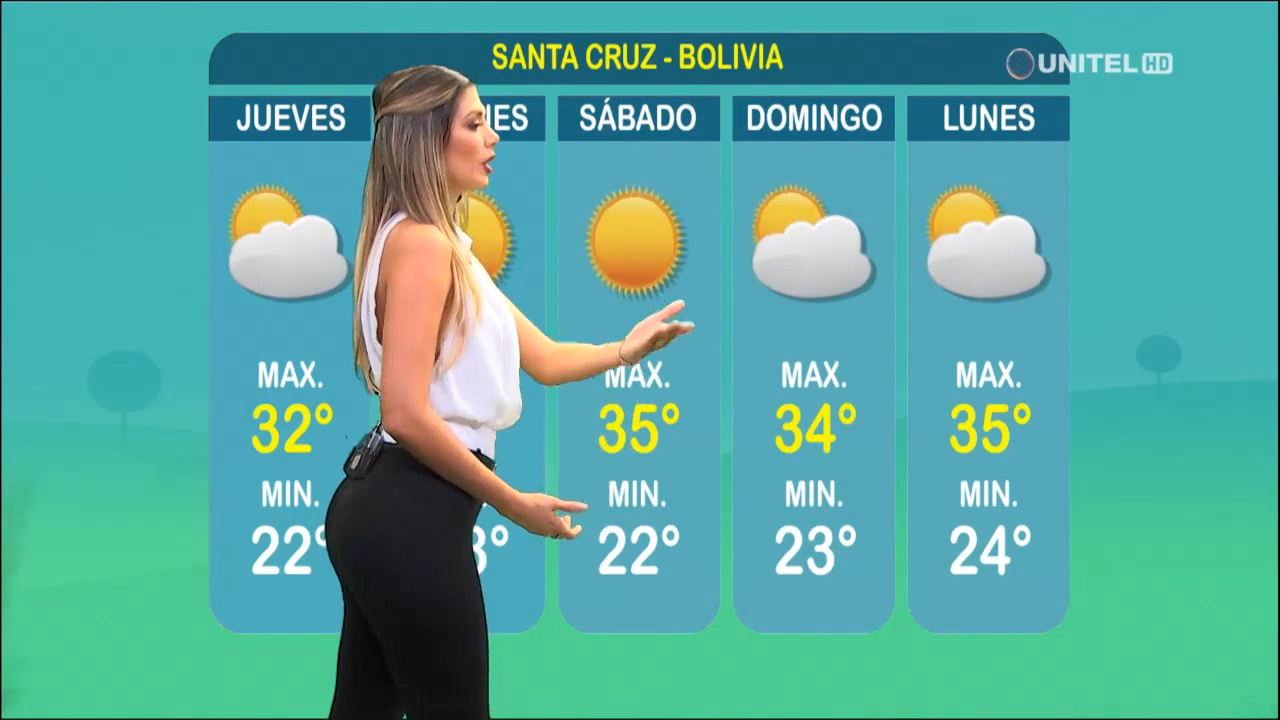 SANTA CRUZ - BOLIVIA
UNITEL HD
JUEVES
SÁBADO
DOMINGO
LUNES
MAX.
32°
MIN.
22°
MAX.
35°
MIN.
22°
MAX.
34°
MIN.
23°
MAX.
35°
MIN.
24°